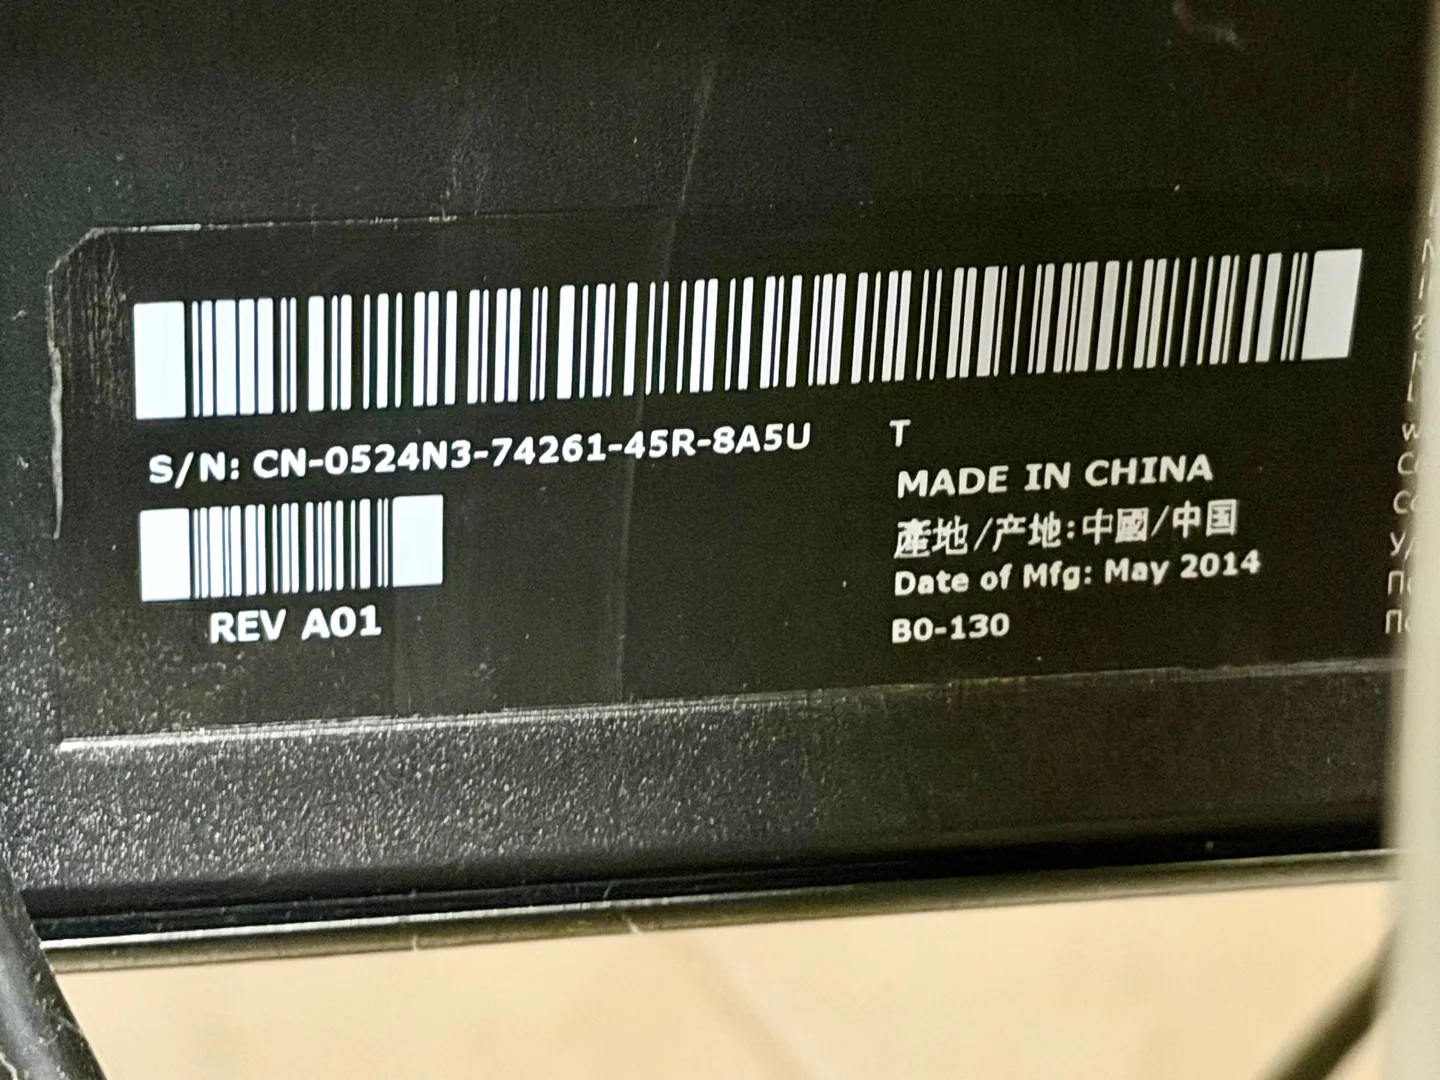 S/N: CN-0524N3-74261-45R-8A5U
REV A01
T
MADE IN CHINA
產地/产地:中國/中国
Date of Mfg: May 2014
B0-130